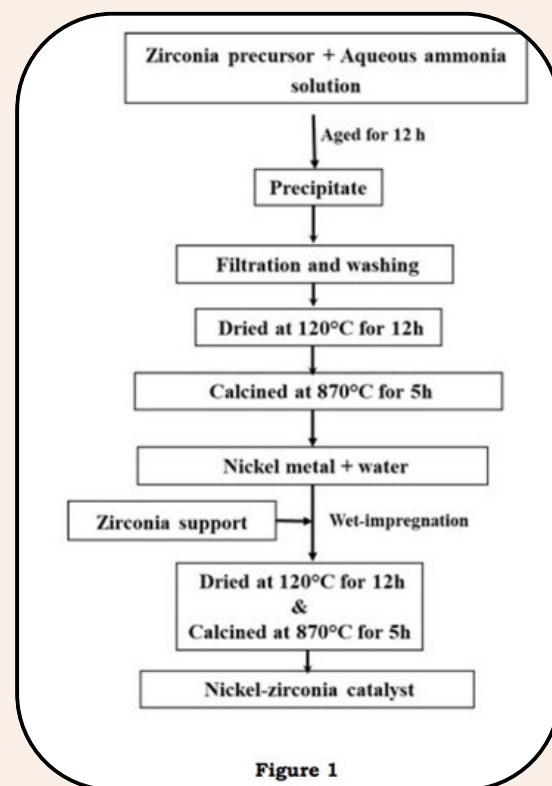 Zirconia precursor + Aqueous ammonia
solution
Aged for 12 h
Precipitate
Filtration and washing
Dried at 120°C for 12h
Calcined at 870°C for 5h
Nickel metal + water
Zirconia support
Wet-impregnation
Dried at 120°C for 12h
&
Calcined at 870°C for 5h
Nickel-zirconia catalyst
Figure 1